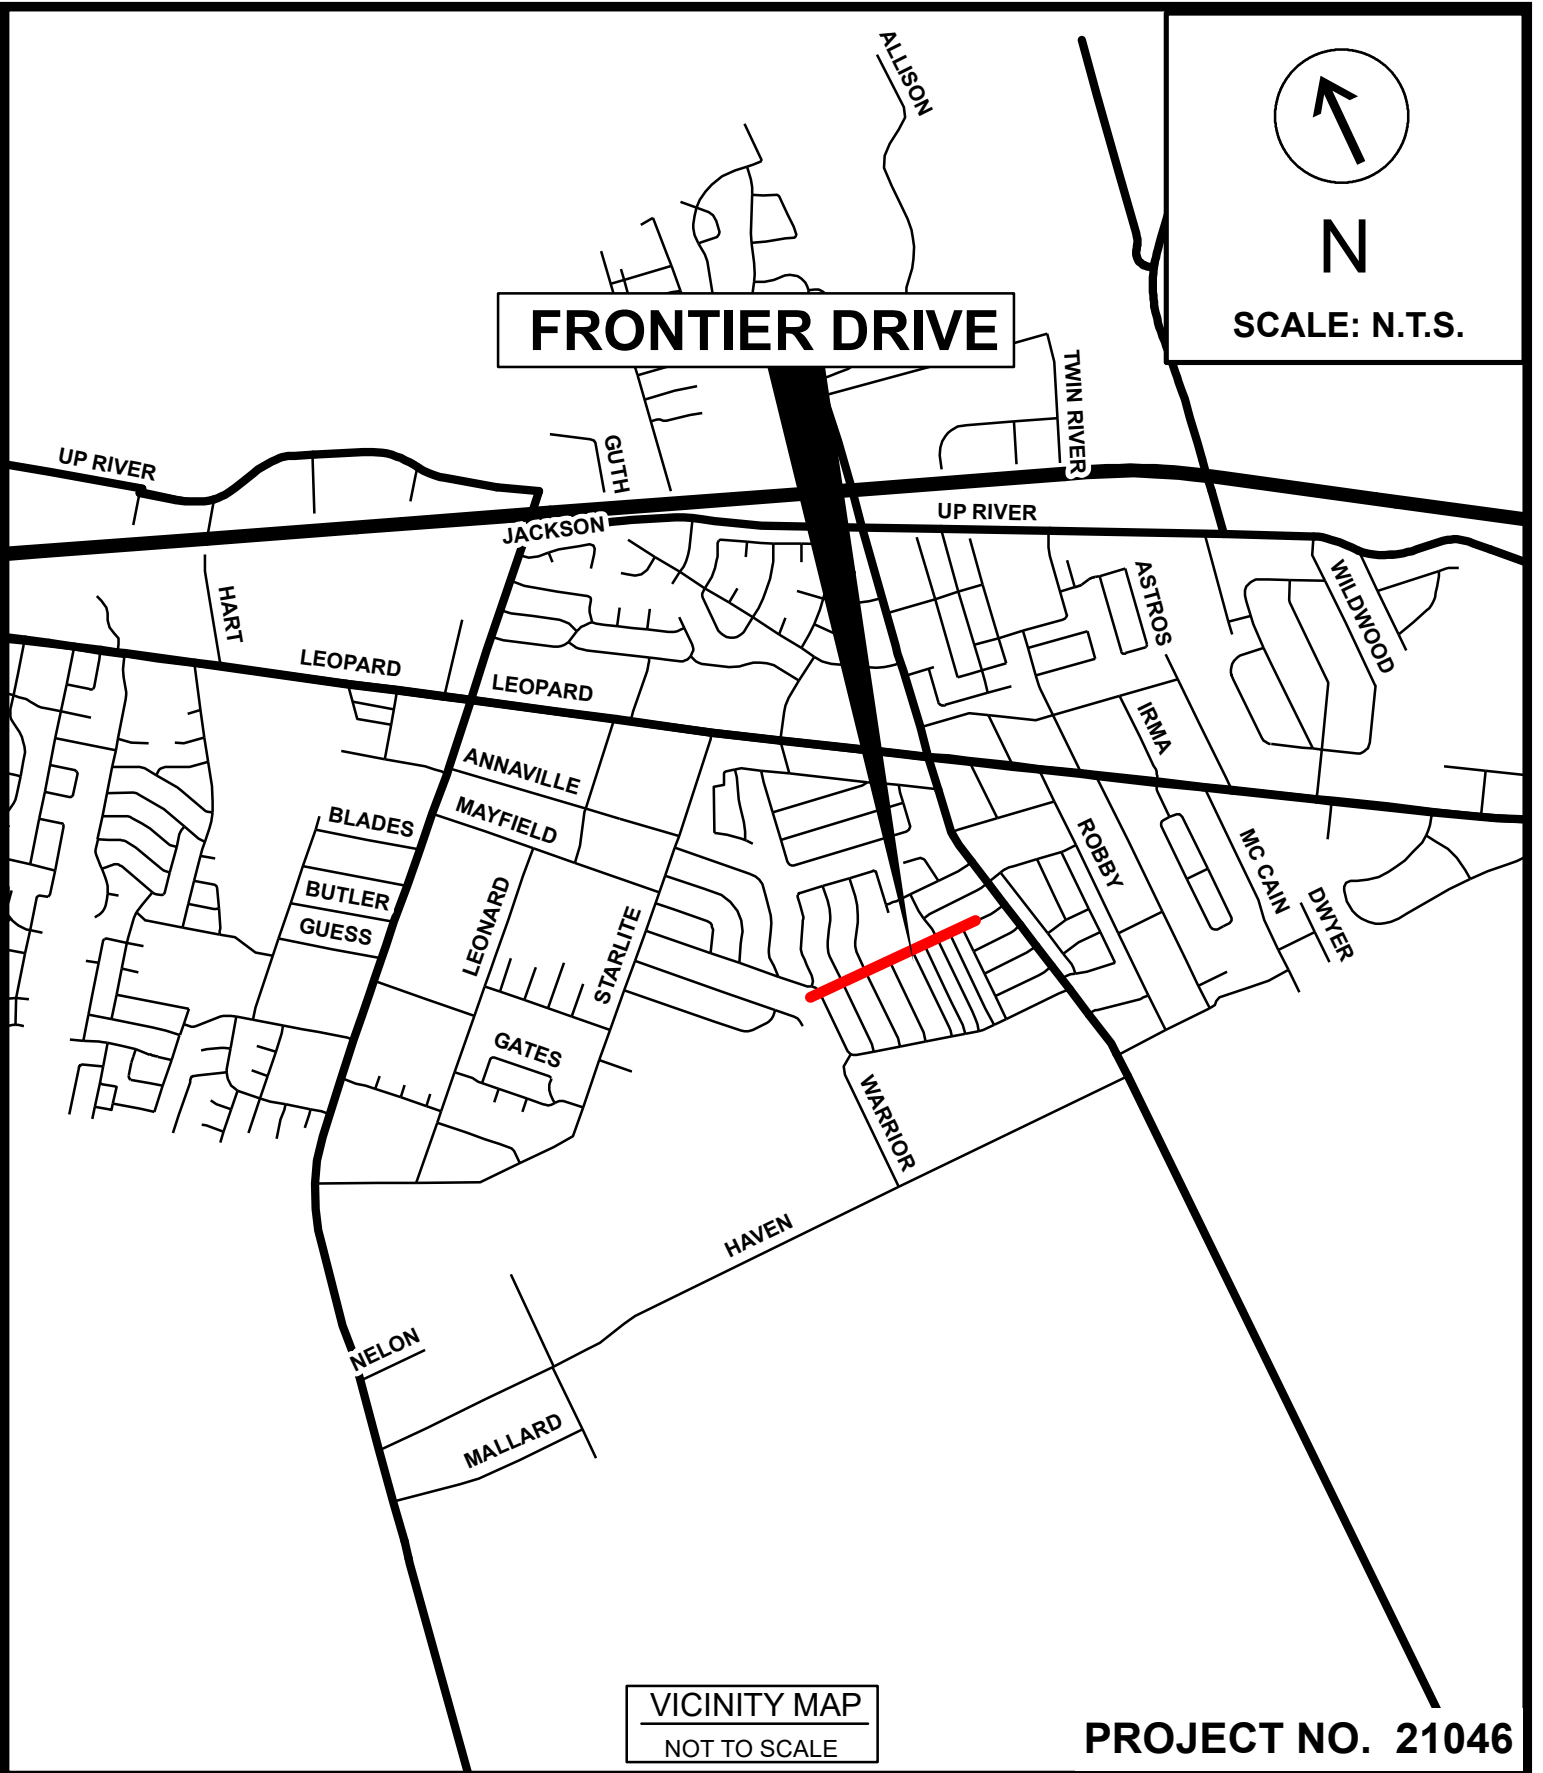 ALLISON
N
SCALE: N.T.S.
FRONTIER DRIVE
TWIN RIVER
GUTH
UP RIVER
UP RIVER
JACKSON
HART
ASTROS
WILDWOOD
LEOPARD
LEOPARD
IRMA
ANNAVILLE
MAYFIELD
BLADES
ROBBY
MC CAIN
BUTLER
GUESS
LEONARD
STARLITE
DWYER
GATES
WARRIOR
HAVEN
NELON
MALLARD
VICINITY MAP
NOT TO SCALE
PROJECT NO. 21046